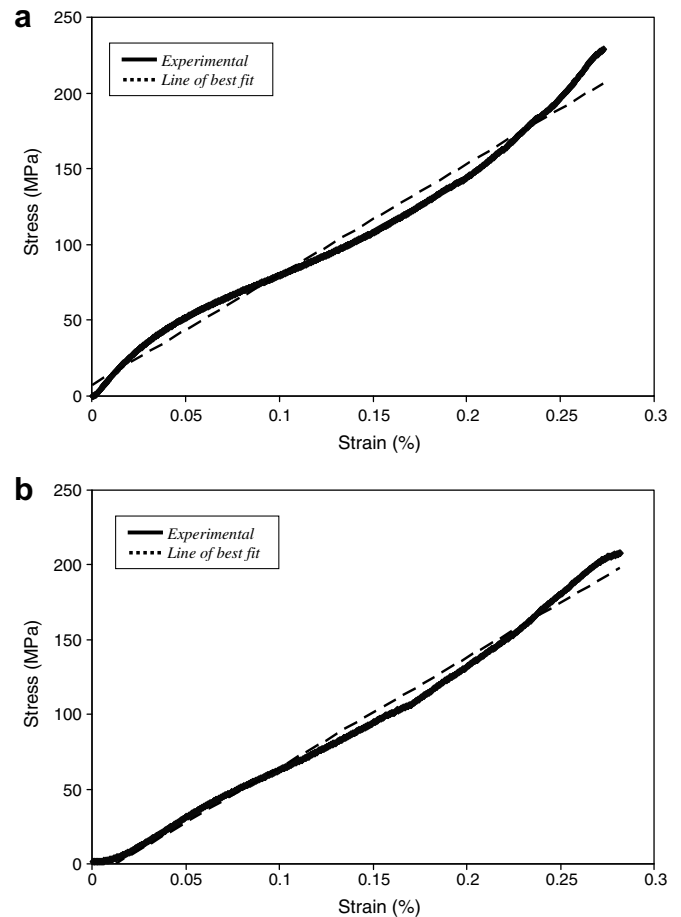 a
250
200
150
100
50
0
Stress (MPa)
Experimental
Line of best fit
0 0.05 0.1 0.15 0.2 0.25 0.3
Strain (%)
b
250
200
150
100
50
0
Stress (MPa)
Experimental
Line of best fit
0 0.05 0.1 0.15 0.2 0.25 0.3
Strain (%)